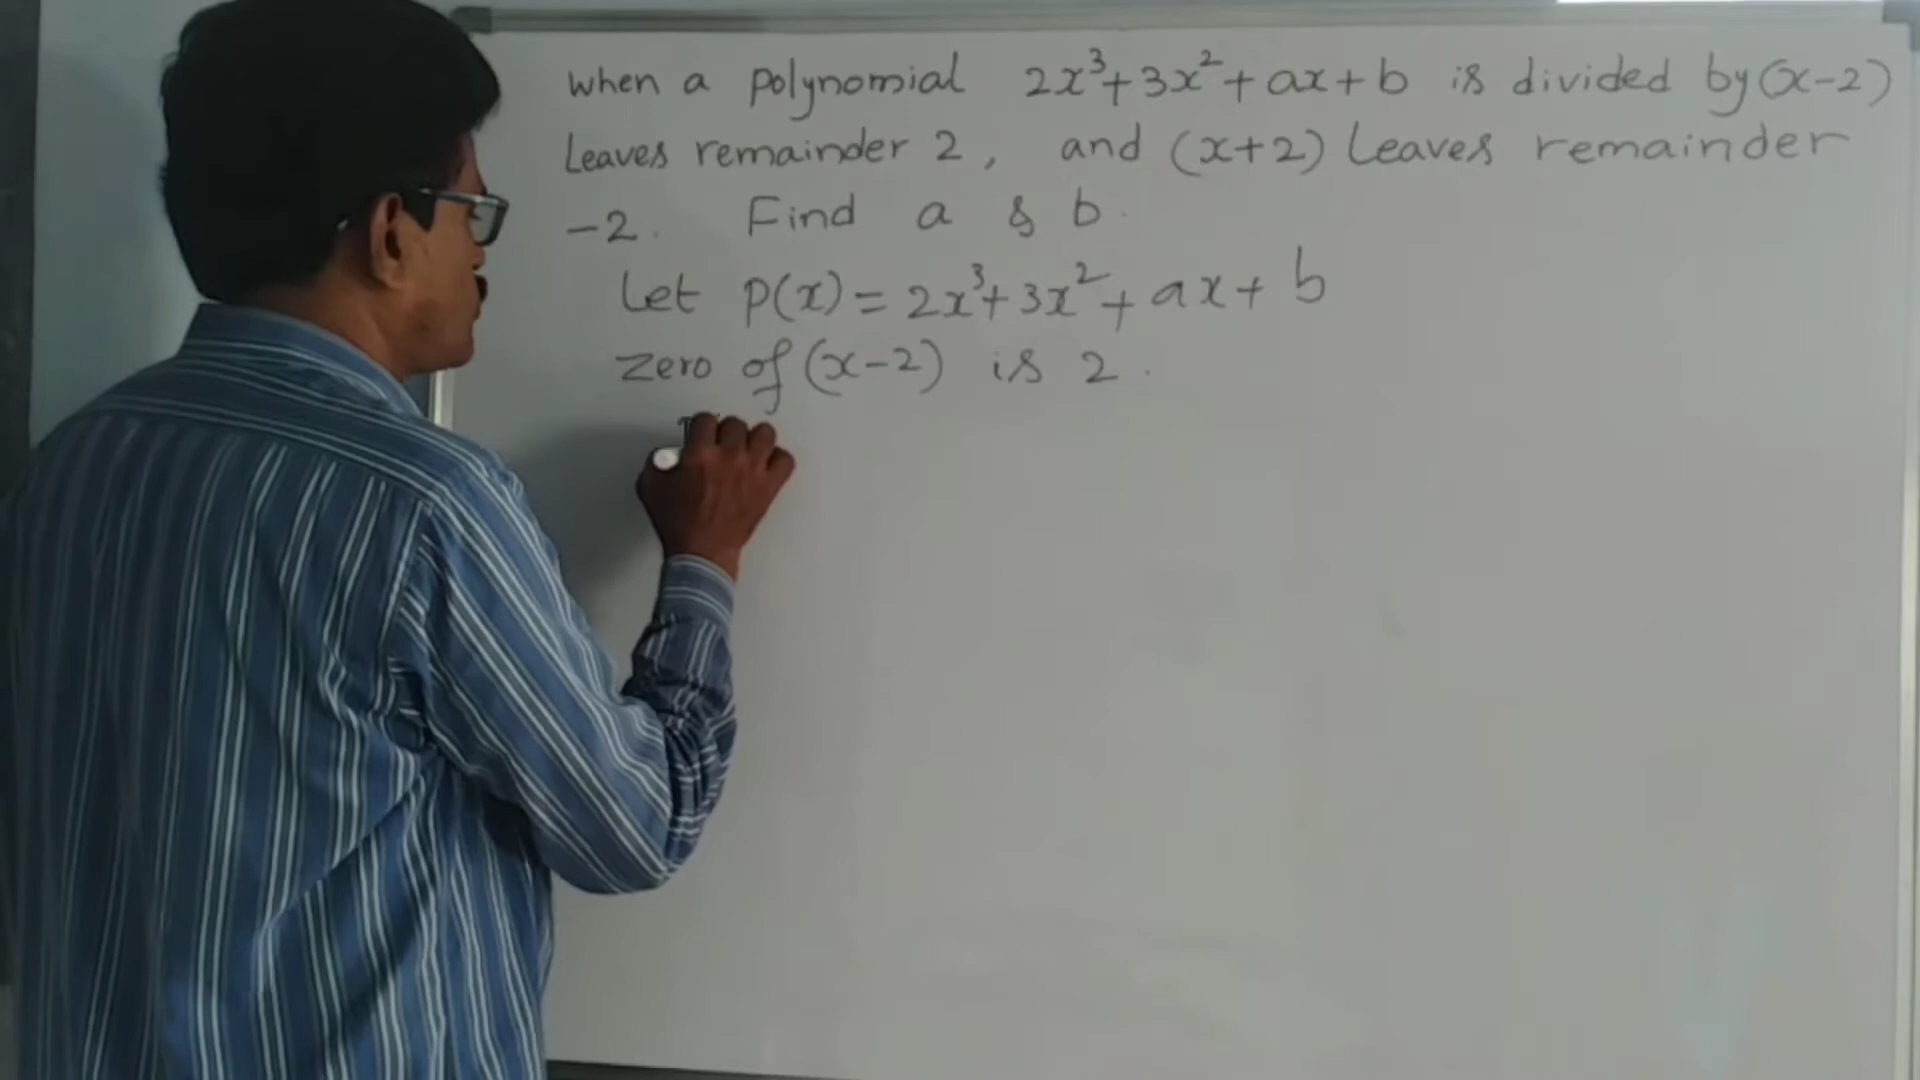 when a polynomial 2x³+3x²+ax+b is divided by (x-2)
Leaves remainder 2, and (x+2) leaves remainder
-2. Find a & b.
Let p(x)=2x³+3x²+ax+b
zero of (x-2) is 2.